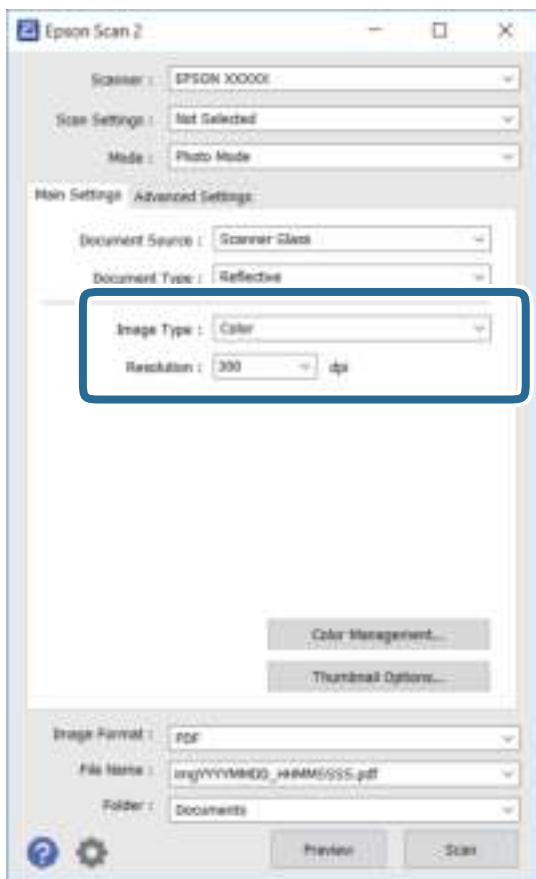 Epson Scan 2
Scanner : EPSON XXXXX
Scan Settings : Not Selected
Mode : Photo Mode
Main Settings Advanced Settings
Document Source : Scanner Glass
Document Type : Reflective
Image Type : Color
Resolution : 300 dpi
Color Management...
Thumbnail Options...
Image Format : PDF
File Name : imgYYYYMMDD_HHMMSSSS.pdf
Folder : Documents
Preview Scan